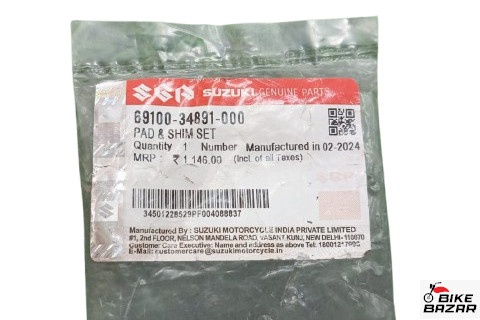 SGP SUZUKI GENUINE PARTS
69100-34891-000
PAD & SHIM SET
Quantity 1 Number Manufactured in 02-2024
MRP : ₹ 1,146.00 (Incl. of all Taxes)
34501228529PF004088837
Manufactured By : SUZUKI MOTORCYCLE INDIA PRIVATE LIMITED
#1, 2nd FLOOR, NELSON MANDELA ROAD, VASANT KUNJ, NEW DELHI-110070
Customer Care Executive: Name and address as above Tel:
E-Mail: customercare@suzukimotorcycle.in
BIKE
BAZAR